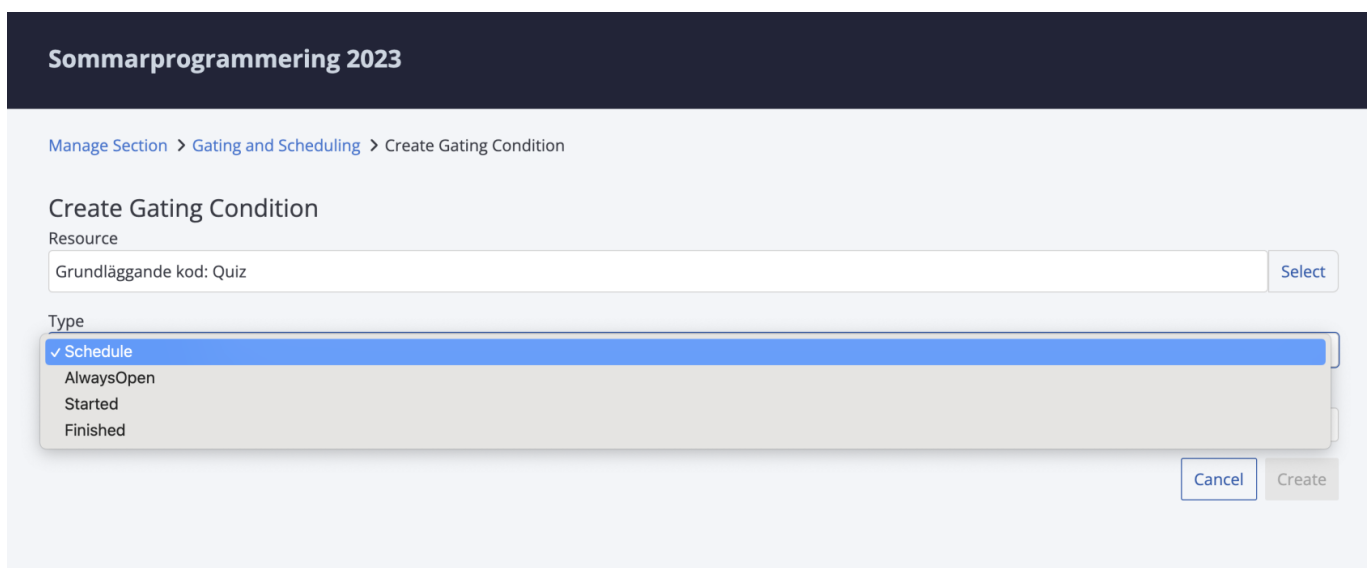 Sommarprogrammering 2023
Manage Section > Gating and Scheduling > Create Gating Condition
Create Gating Condition
Resource
Grundläggande kod: Quiz
Select
Type
✓ Schedule
AlwaysOpen
Started
Finished
Cancel
Create